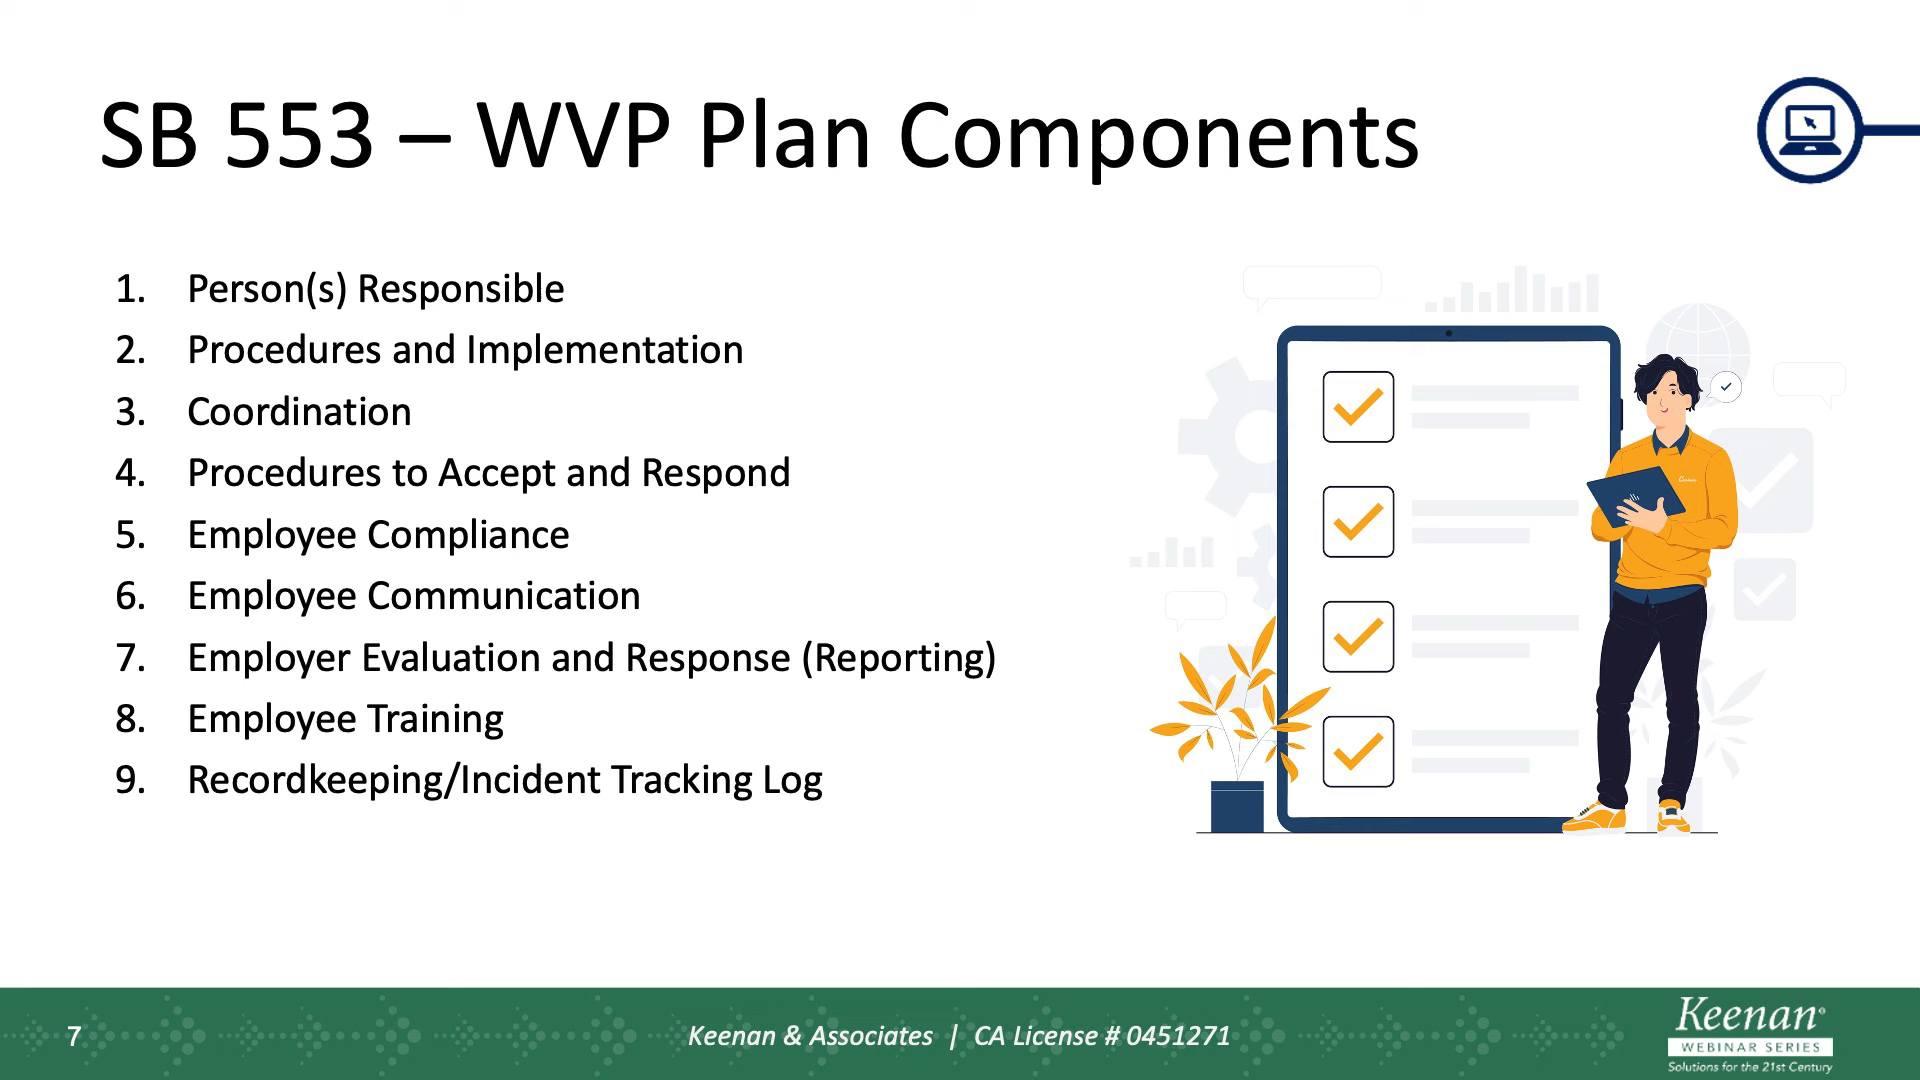 SB 553 – WVP Plan Components
1. Person(s) Responsible
2. Procedures and Implementation
3. Coordination
4. Procedures to Accept and Respond
5. Employee Compliance
6. Employee Communication
7. Employer Evaluation and Response (Reporting)
8. Employee Training
9. Recordkeeping/Incident Tracking Log
7
Keenan & Associates | CA License # 0451271
Keenan®
WEBINAR SERIES
Solutions for the 21st Century